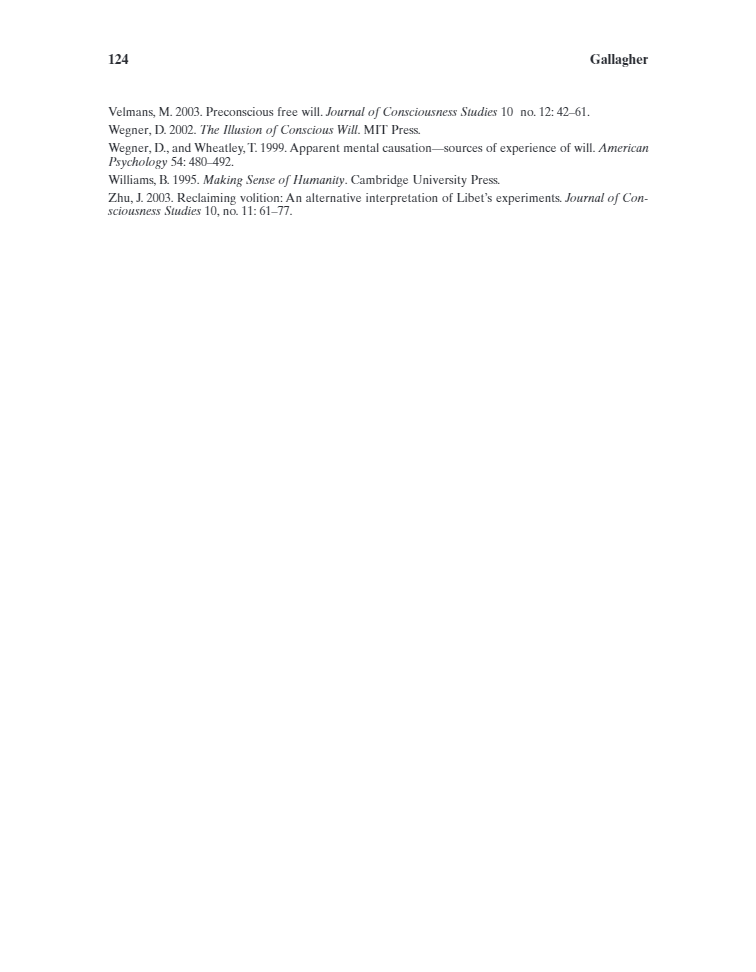 124 Gallagher
Velmans, M. 2003. Preconscious free will. Journal of Consciousness Studies 10 no. 12: 42–61.
Wegner, D. 2002. The Illusion of Conscious Will. MIT Press.
Wegner, D., and Wheatley, T. 1999. Apparent mental causation—sources of experience of will. American
Psychology 54: 480–492.
Williams, B. 1995. Making Sense of Humanity. Cambridge University Press.
Zhu, J. 2003. Reclaiming volition: An alternative interpretation of Libet’s experiments. Journal of Con-
sciousness Studies 10, no. 11: 61–77.